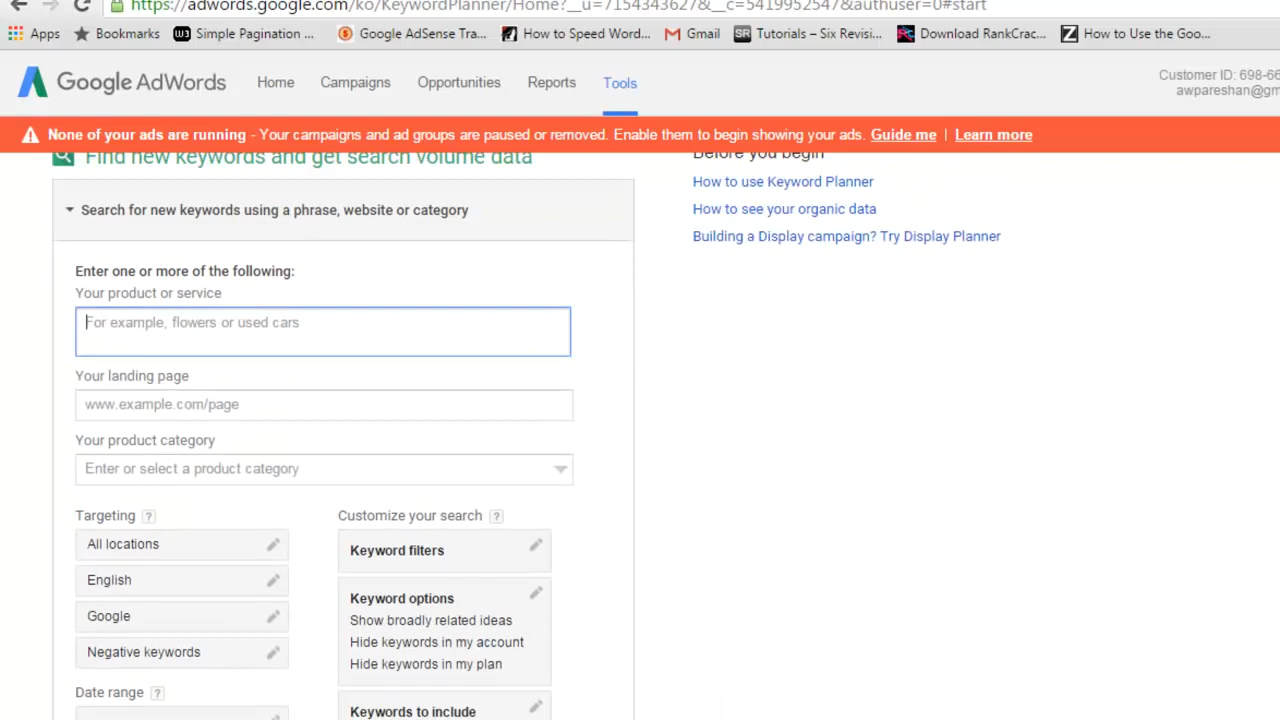 https://adwords.google.com/ko/KeywordPlanner/Home?__u=7154343627&__c=5419952547&authuser=0#start
Apps Bookmarks W3 Simple Pagination ... Google AdSense Tra... How to Speed Word... Gmail SR Tutorials – Six Revisi... Download RankCrac... Z How to Use the Goo...
Google AdWords Home Campaigns Opportunities Reports Tools
Customer ID: 698-66
awpareshan@gm
None of your ads are running - Your campaigns and ad groups are paused or removed. Enable them to begin showing your ads. Guide me | Learn more
Find new keywords and get search volume data
Search for new keywords using a phrase, website or category
Enter one or more of the following:
Your product or service
For example, flowers or used cars
Your landing page
www.example.com/page
Your product category
Enter or select a product category
Targeting ?
All locations
English
Google
Negative keywords
Date range ?
Customize your search ?
Keyword filters
Keyword options
Show broadly related ideas
Hide keywords in my account
Hide keywords in my plan
Keywords to include
Before you begin
How to use Keyword Planner
How to see your organic data
Building a Display campaign? Try Display Planner